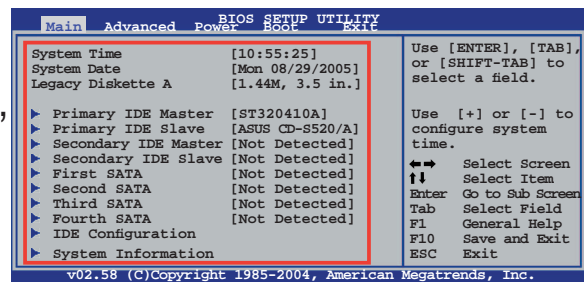 BIOS SETUP UTILITY
Main Advanced Power Boot Exit
System Time [10:55:25]
System Date [Mon 08/29/2005]
Legacy Diskette A [1.44M, 3.5 in.]
Primary IDE Master [ST320410A]
Primary IDE Slave [ASUS CD-S520/A]
Secondary IDE Master [Not Detected]
Secondary IDE Slave [Not Detected]
First SATA [Not Detected]
Second SATA [Not Detected]
Third SATA [Not Detected]
Fourth SATA [Not Detected]
IDE Configuration
System Information
Use [ENTER], [TAB],
or [SHIFT-TAB] to
select a field.
Use [+] or [-] to
configure system
time.
Select Screen
Select Item
Enter Go to Sub Screen
Tab Select Field
F1 General Help
F10 Save and Exit
ESC Exit
v02.58 (C)Copyright 1985-2004, American Megatrends, Inc.